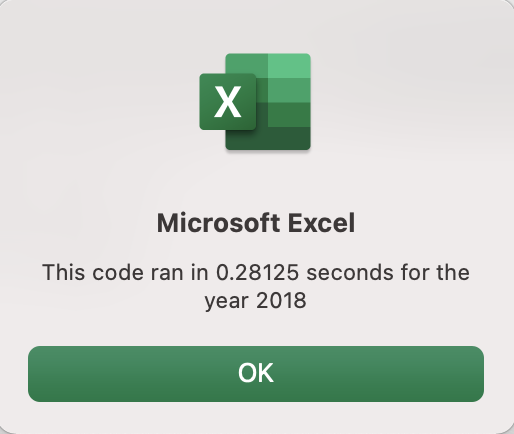 X
Microsoft Excel
This code ran in 0.28125 seconds for the
year 2018
OK